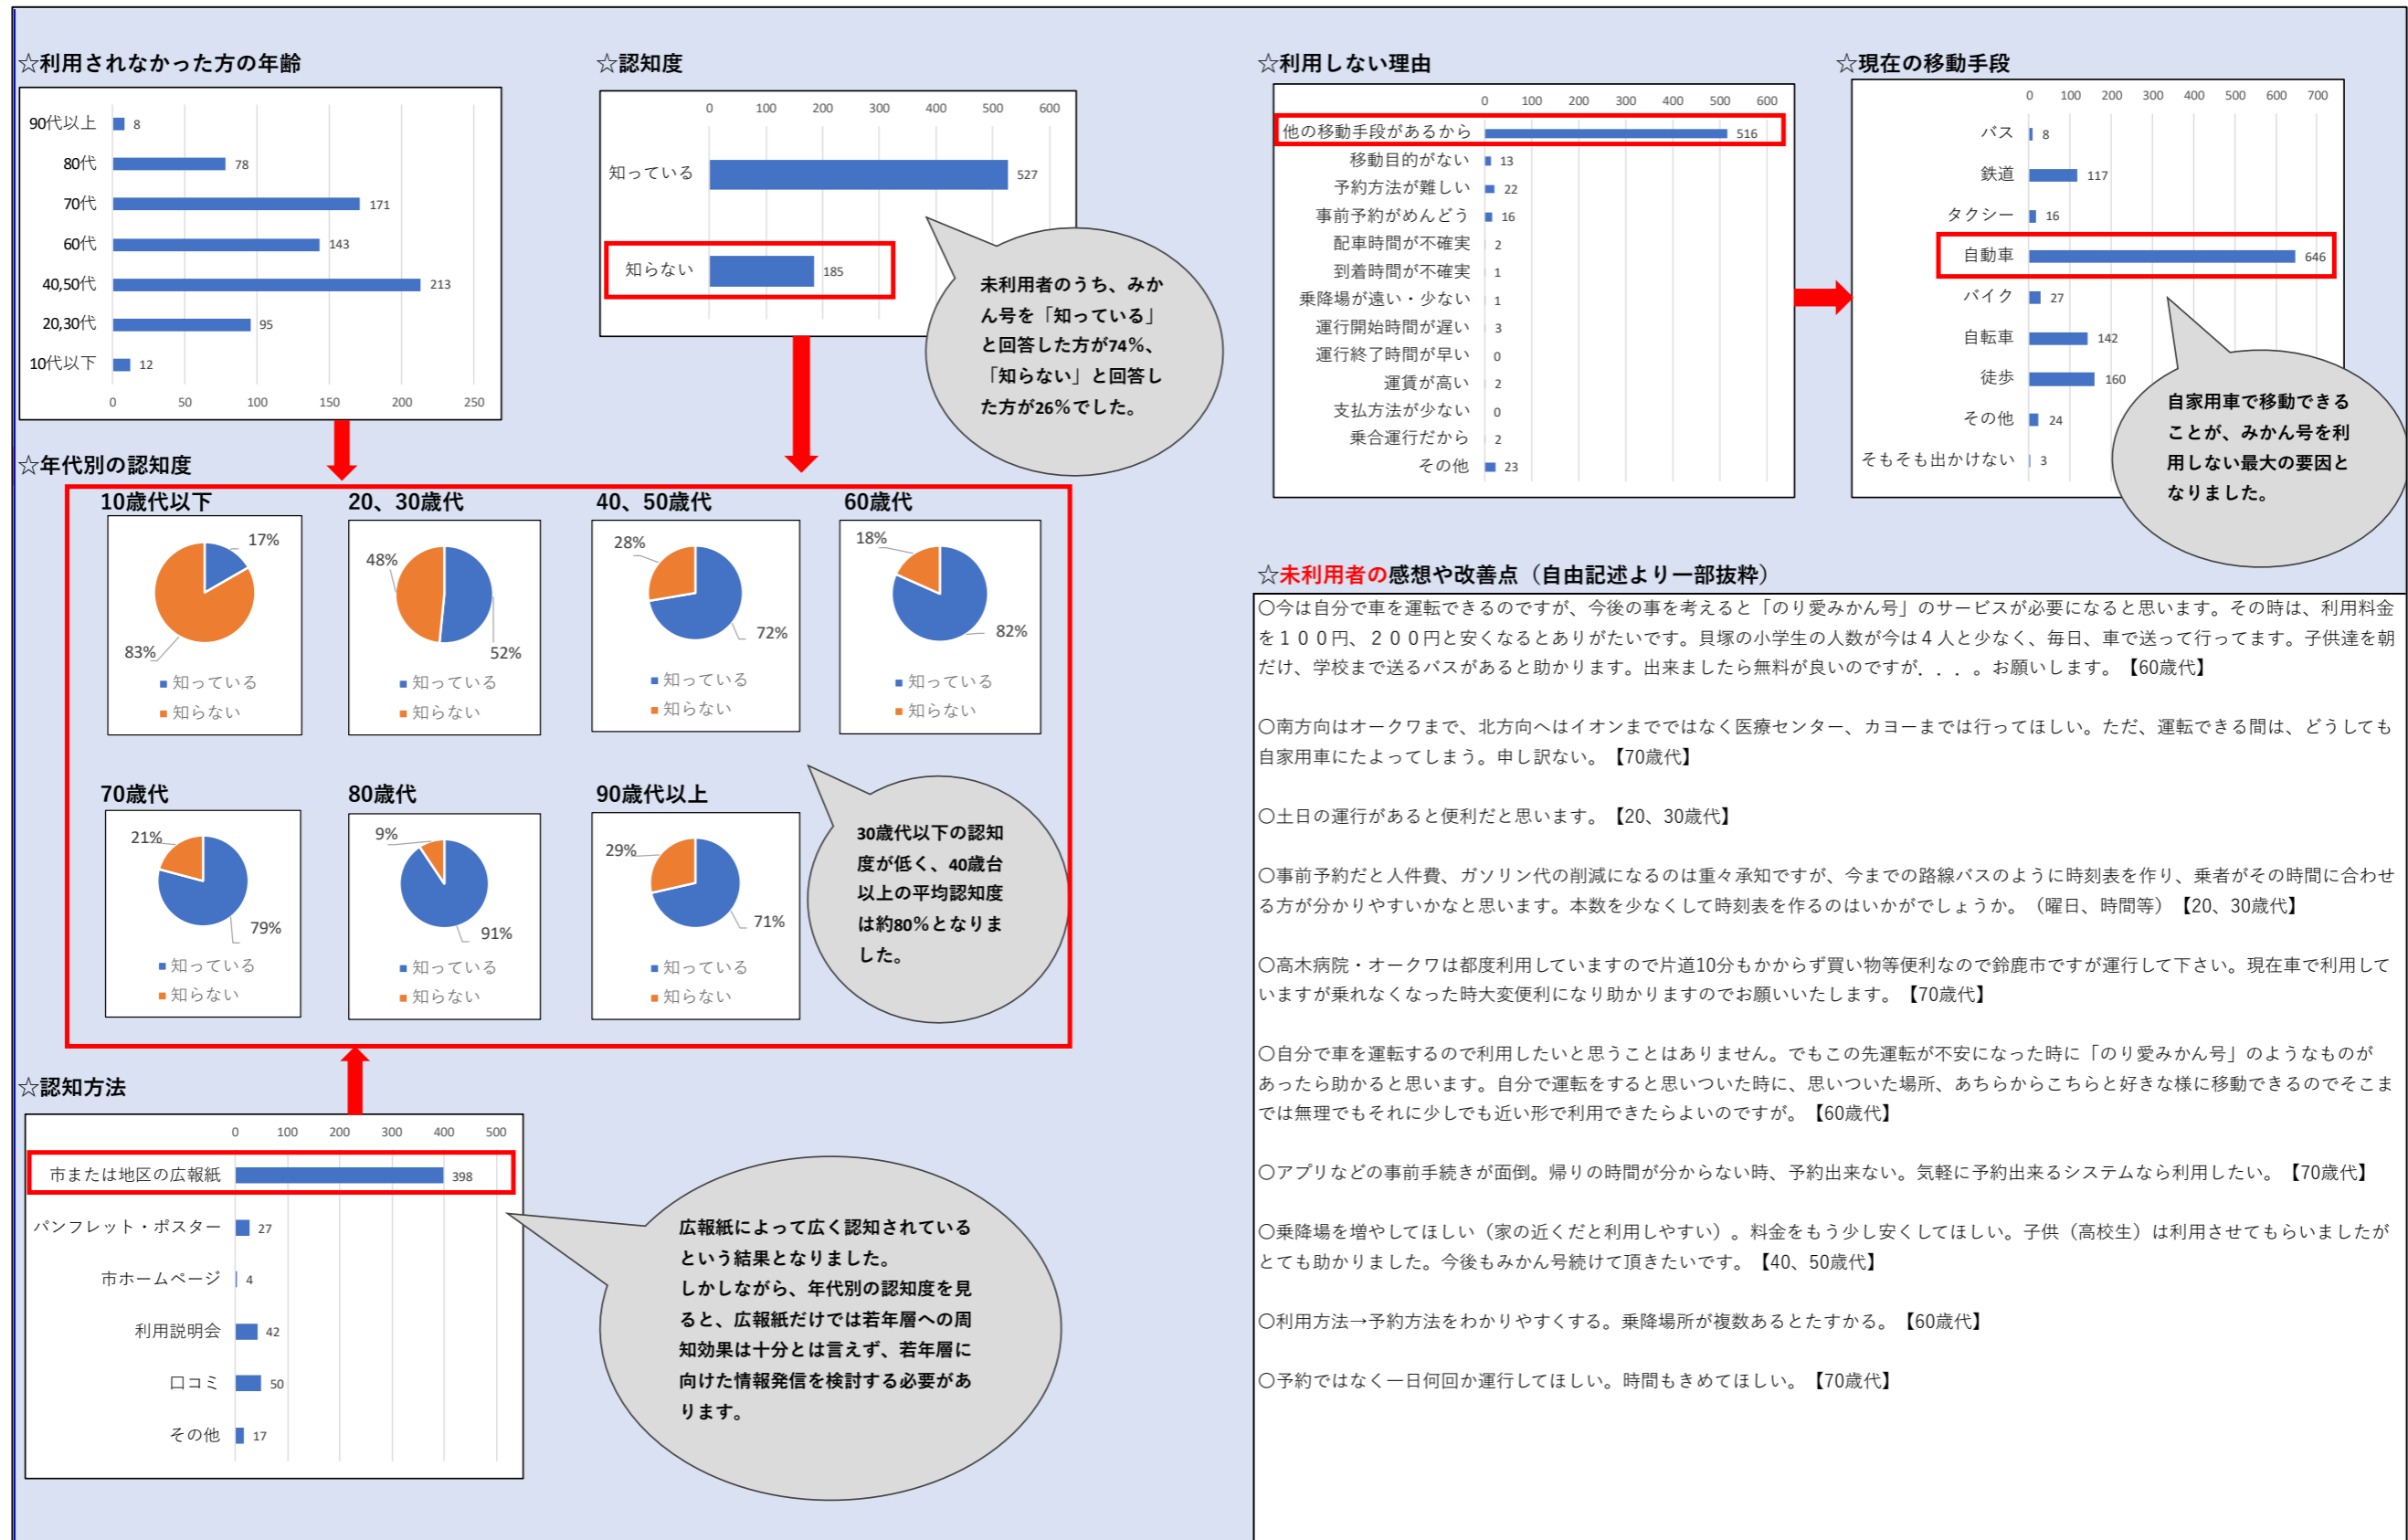 ☆利用されなかった方の年齢
90代以上 8
80代 78
70代 171
60代 143
40,50代 213
20,30代 95
10代以下 12
0 50 100 150 200 250
☆認知度
0 100 200 300 400 500 600
知っている 527
知らない 185
未利用者のうち、みか
ん号を「知っている」
と回答した方が74%、
「知らない」と回答し
た方が26%でした。
☆年代別の認知度
10歳代以下
17%
83%
■知っている
■知らない
20、30歳代
48%
52%
■知っている
■知らない
40、50歳代
28%
72%
■知っている
■知らない
60歳代
18%
82%
■知っている
■知らない
70歳代
21%
79%
■知っている
■知らない
80歳代
9%
91%
■知っている
■知らない
90歳代以上
29%
71%
■知っている
■知らない
30歳代以下の認知
度が低く、40歳台
以上の平均認知度
は約80%となりま
した。
☆認知方法
0 100 200 300 400 500
市または地区の広報紙 398
パンフレット・ポスター 27
市ホームページ 4
利用説明会 42
口コミ 50
その他 17
広報紙によって広く認知されている
という結果となりました。
しかしながら、年代別の認知度を見
ると、広報紙だけでは若年層への周
知効果は十分とは言えず、若年層に
向けた情報発信を検討する必要があ
ります。
☆利用しない理由
0 100 200 300 400 500 600
他の移動手段があるから 516
移動目的がない 13
予約方法が難しい 22
事前予約がめんどう 16
配車時間が不確実 2
到着時間が不確実 1
乗降場が遠い・少ない 1
運行開始時間が遅い 3
運行終了時間が早い 0
運賃が高い 2
支払方法が少ない 0
乗合運行だから 2
その他 23
☆現在の移動手段
0 100 200 300 400 500 600 700
バス 8
鉄道 117
タクシー 16
自動車 646
バイク 27
自転車 142
徒歩 160
その他 24
そもそも出かけない 3
自家用車で移動できる
ことが、みかん号を利
用しない最大の要因と
なりました。
☆未利用者の感想や改善点（自由記述より一部抜粋）
〇今は自分で車を運転できるのですが、今後の事を考えると「のり愛みかん号」のサービスが必要になると思います。その時は、利用料金
を１００円、２００円と安くなるとありがたいです。貝塚の小学生の人数が今は４人と少なく、毎日、車で送って行ってます。子供達を朝
だけ、学校まで送るバスがあると助かります。出来ましたら無料が良いのですが．．．。お願いします。【60歳代】
〇南方向はオークワまで、北方向へはイオンまでではなく医療センター、カヨーまでは行ってほしい。ただ、運転できる間は、どうしても
自家用車にたよってしまう。申し訳ない。【70歳代】
〇土日の運行があると便利だと思います。【20、30歳代】
〇事前予約だと人件費、ガソリン代の削減になるのは重々承知ですが、今までの路線バスのように時刻表を作り、乗者がその時間に合わせ
る方が分かりやすいかなと思います。本数を少なくして時刻表を作るのはいかがでしょうか。（曜日、時間等）【20、30歳代】
〇高木病院・オークワは都度利用していますので片道10分もかからず買い物等便利なので鈴鹿市ですが運行して下さい。現在車で利用して
いますが乗れなくなった時大変便利になり助かりますのでお願いいたします。【70歳代】
〇自分で車を運転するので利用したいと思うことはありません。でもこの先運転が不安になった時に「のり愛みかん号」のようなものが
あったら助かると思います。自分で運転をすると思いついた時に、思いついた場所、あちらからこちらと好きな様に移動できるのでそこま
では無理でもそれに少しでも近い形で利用できたらよいのですが。【60歳代】
〇アプリなどの事前手続きが面倒。帰りの時間が分からない時、予約出来ない。気軽に予約出来るシステムなら利用したい。【70歳代】
〇乗降場を増やしてほしい（家の近くだと利用しやすい）。料金をもう少し安くしてほしい。子供（高校生）は利用させてもらいましたが
とても助かりました。今後もみかん号続けて頂きたいです。【40、50歳代】
〇利用方法→予約方法をわかりやすくする。乗降場所が複数あるとたすかる。【60歳代】
〇予約ではなく一日何回か運行してほしい。時間もきめてほしい。【70歳代】